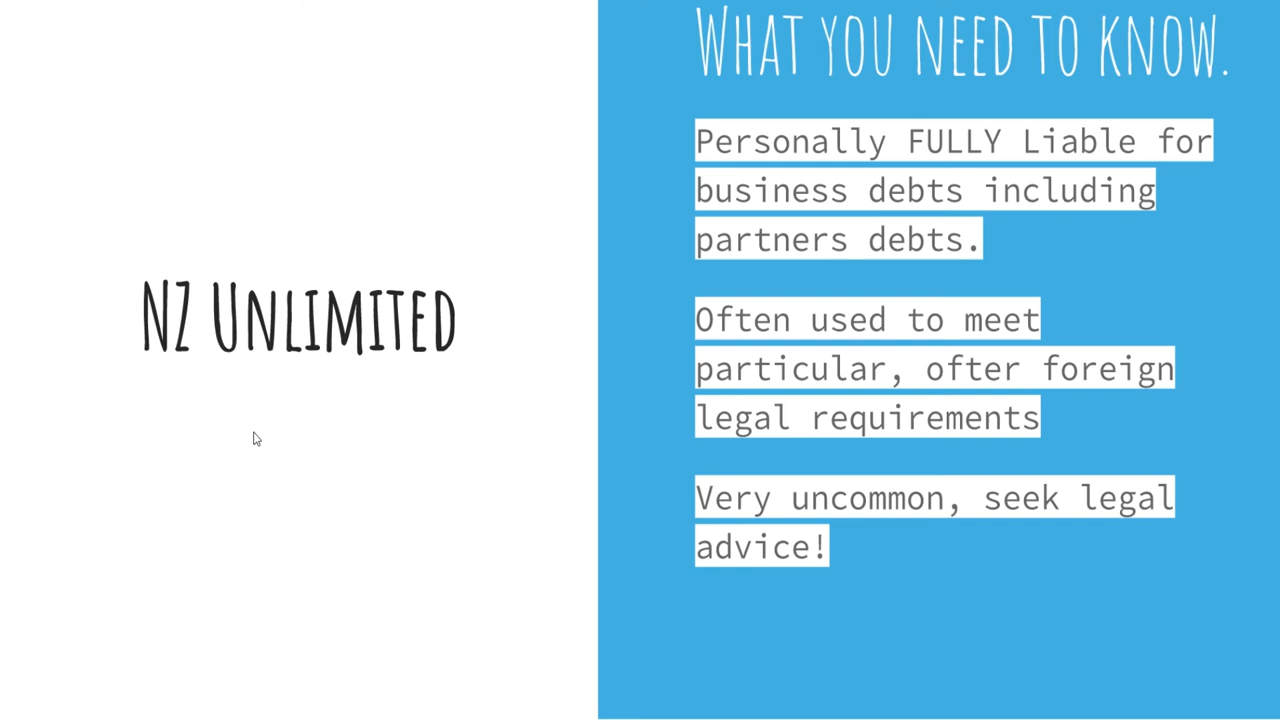 NZ Unlimited
What you need to know.
Personally FULLY Liable for
business debts including
partners debts.
Often used to meet
particular, ofter foreign
legal requirements
Very uncommon, seek legal
advice!